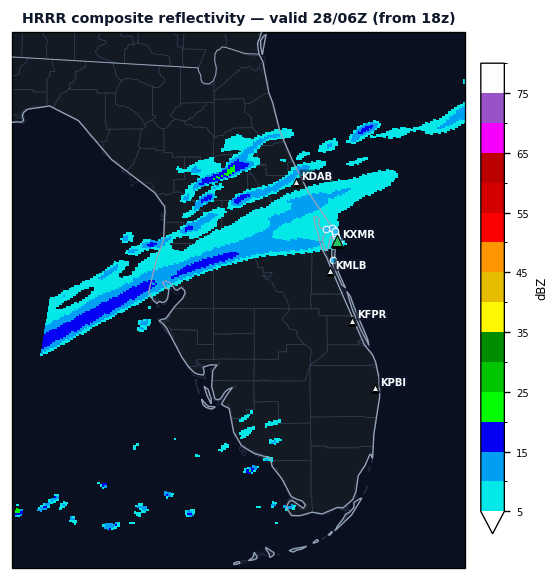 HRRR composite reflectivity — valid 28/06Z (from 18z)
75
65
55
45
35
25
15
5
dBZ
KDAB
KXMR
KMLB
KFPR
KPBI